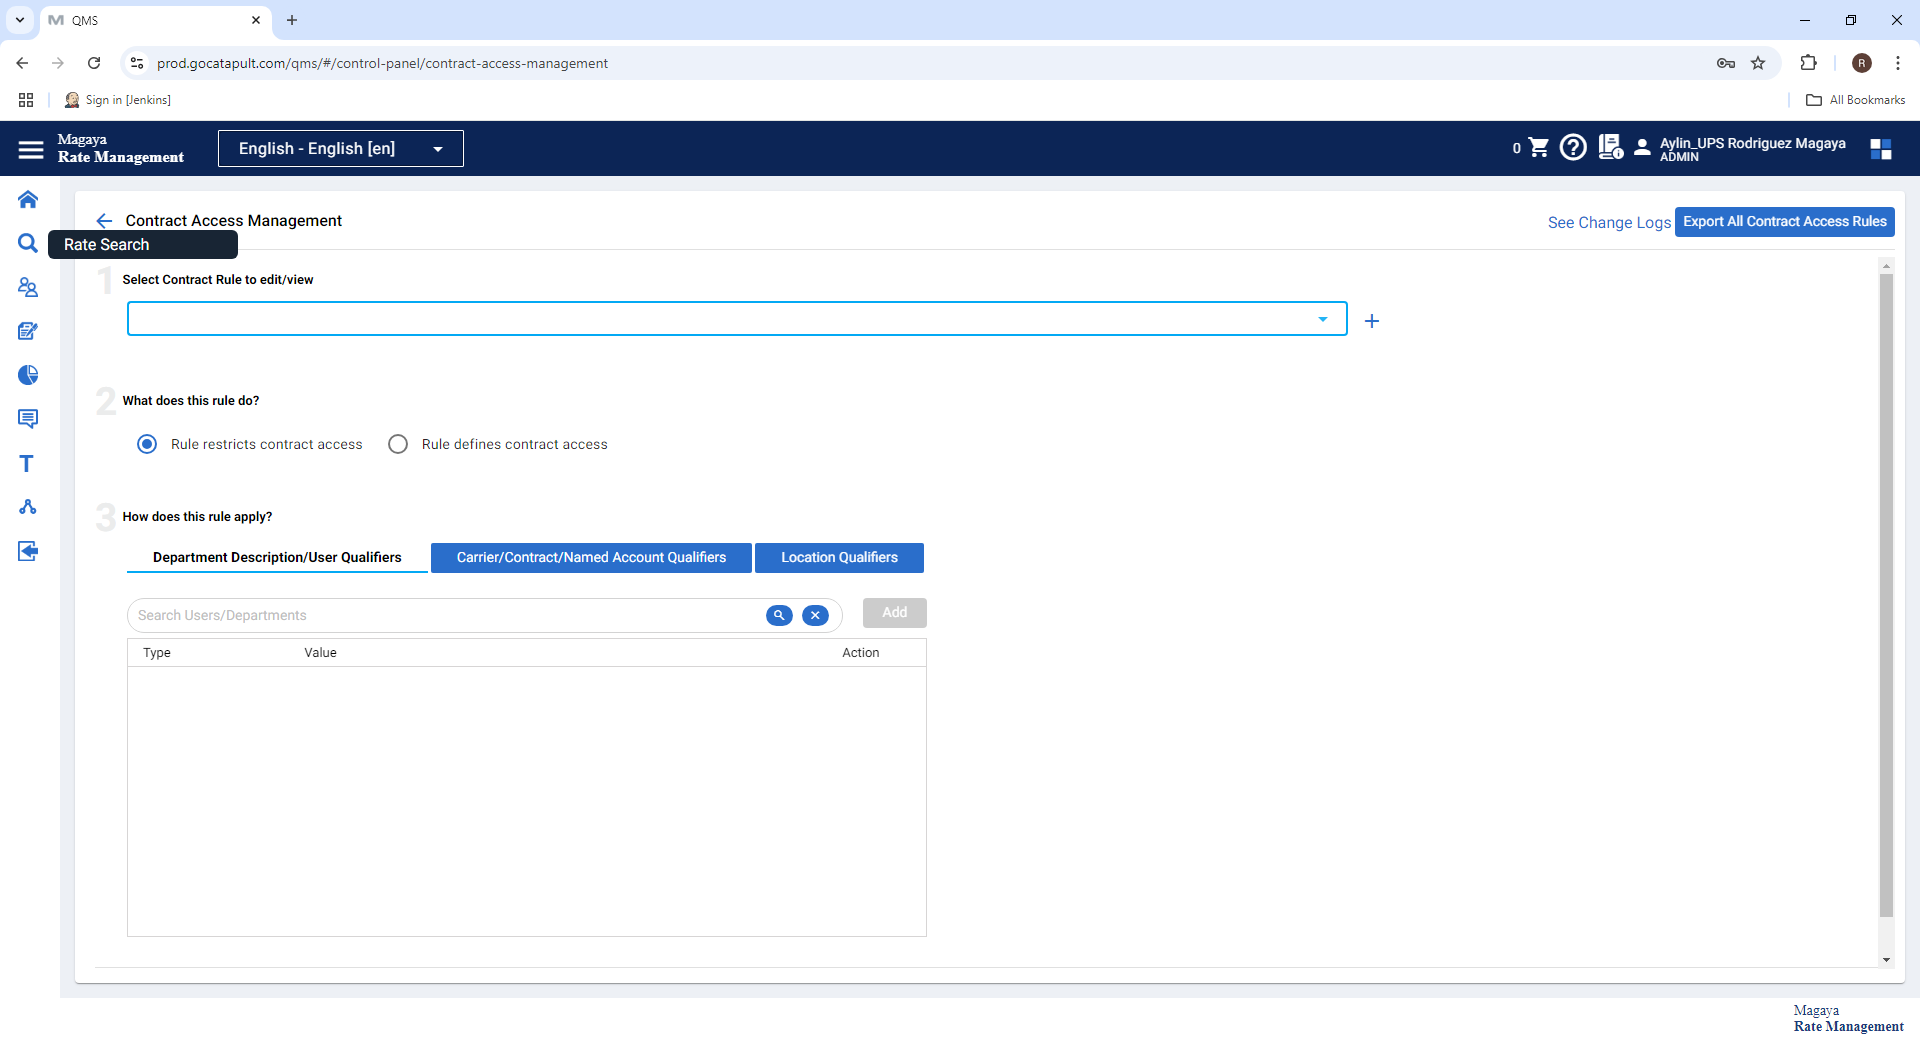 QMS
prod.gocatapult.com/qms/#/control-panel/contract-access-management
R
Sign in [Jenkins]
All Bookmarks
Magaya
Rate Management
English - English [en]
0
Aylin_UPS Rodriguez Magaya
ADMIN
Contract Access Management
See Change Logs
Export All Contract Access Rules
Rate Search
1 Select Contract Rule to edit/view
2 What does this rule do?
Rule restricts contract access
Rule defines contract access
3 How does this rule apply?
Department Description/User Qualifiers
Carrier/Contract/Named Account Qualifiers
Location Qualifiers
Search Users/Departments
Add
Type
Value
Action
T
Magaya
Rate Management